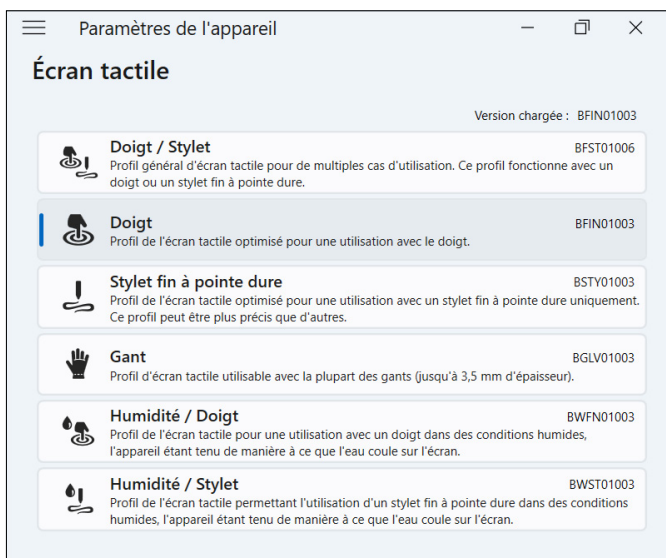 Paramètres de l'appareil
Écran tactile
Version chargée : BFIN01003
Doigt / Stylet BFST01006
Profil général d'écran tactile pour de multiples cas d'utilisation. Ce profil fonctionne avec un
doigt ou un stylet fin à pointe dure.
Doigt BFIN01003
Profil de l'écran tactile optimisé pour une utilisation avec le doigt.
Stylet fin à pointe dure BSTY01003
Profil de l'écran tactile optimisé pour une utilisation avec un stylet fin à pointe dure uniquement.
Ce profil peut être plus précis que d'autres.
Gant BGLV01003
Profil d'écran tactile utilisable avec la plupart des gants (jusqu'à 3,5 mm d'épaisseur).
Humidité / Doigt BWFN01003
Profil de l'écran tactile pour une utilisation avec un doigt dans des conditions humides,
l'appareil étant tenu de manière à ce que l'eau coule sur l'écran.
Humidité / Stylet BWST01003
Profil de l'écran tactile permettant l'utilisation d'un stylet fin à pointe dure dans des conditions
humides, l'appareil étant tenu de manière à ce que l'eau coule sur l'écran.